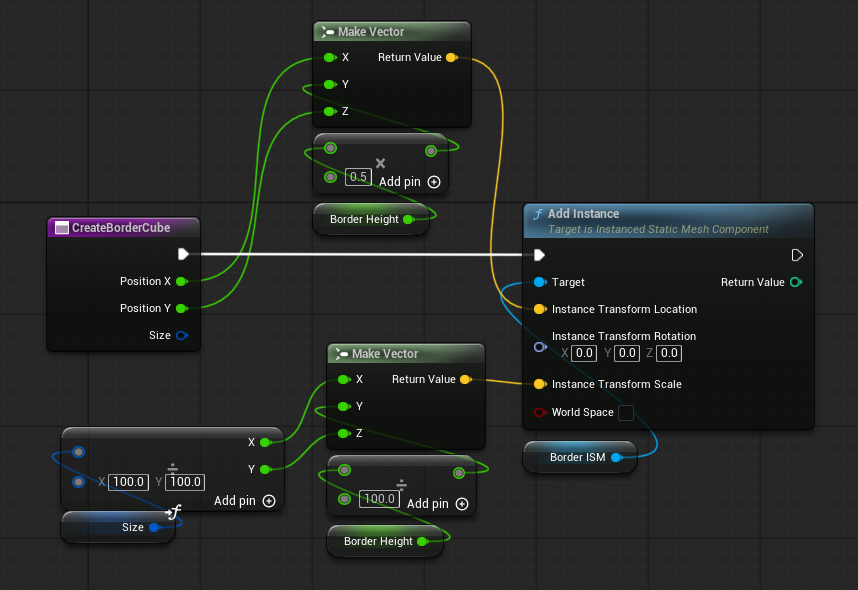 Make Vector
X
Return Value
Y
Z
×
0.5
Add pin
Border Height
CreateBorderCube
Position X
Position Y
Size
Add Instance
Target is Instanced Static Mesh Component
Target
Return Value
Instance Transform Location
Instance Transform Rotation
X 0.0 Y 0.0 Z 0.0
Instance Transform Scale
World Space
Border ISM
Make Vector
X
Return Value
Y
Z
÷
100.0
Add pin
Border Height
X
Y
÷
X 100.0 Y 100.0
Add pin
Size